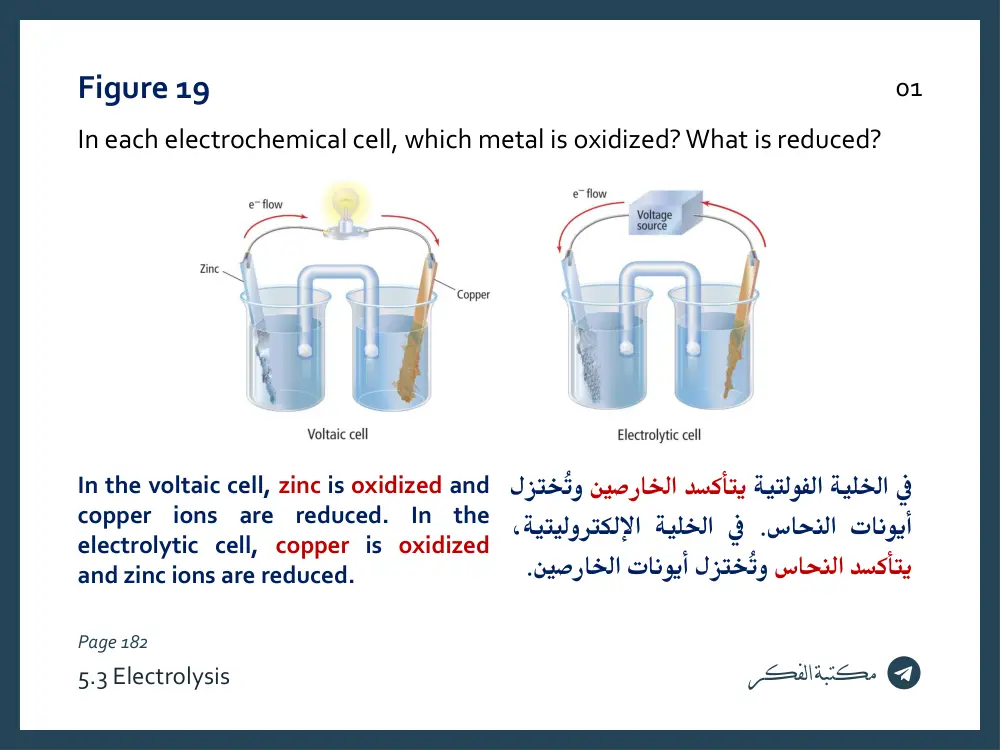 Figure 19
01
In each electrochemical cell, which metal is oxidized? What is reduced?
e⁻ flow
Zinc
Copper
Voltaic cell
e⁻ flow
Voltage
source
Electrolytic cell
In the voltaic cell, zinc is oxidized and
copper ions are reduced. In the
electrolytic cell, copper is oxidized
and zinc ions are reduced.
في الخلية الفولتية يتأكسد الخارصين وتُختزل
أيونات النحاس. في الخلية الإلكتروليتية،
يتأكسد النحاس وتُختزل أيونات الخارصين.
Page 182
5.3 Electrolysis
مكتبة الفكر